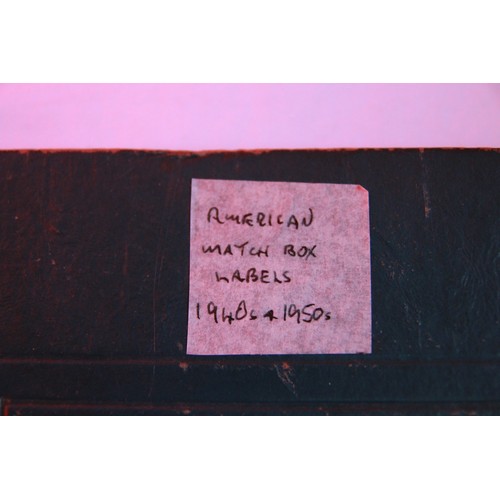 AMERICAN
MATCH BOX
LABELS
1940s + 1950s